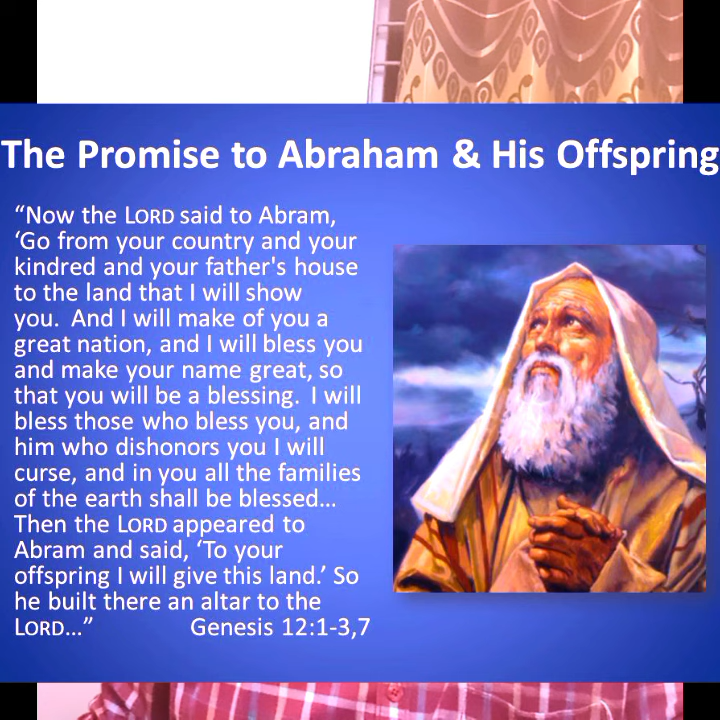 The Promise to Abraham & His Offspring
“Now the LORD said to Abram,
‘Go from your country and your
kindred and your father's house
to the land that I will show
you.  And I will make of you a
great nation, and I will bless you
and make your name great, so
that you will be a blessing.  I will
bless those who bless you, and
him who dishonors you I will
curse, and in you all the families
of the earth shall be blessed…
Then the LORD appeared to
Abram and said, ‘To your
offspring I will give this land.’ So
he built there an altar to the
LORD…”          Genesis 12:1-3,7